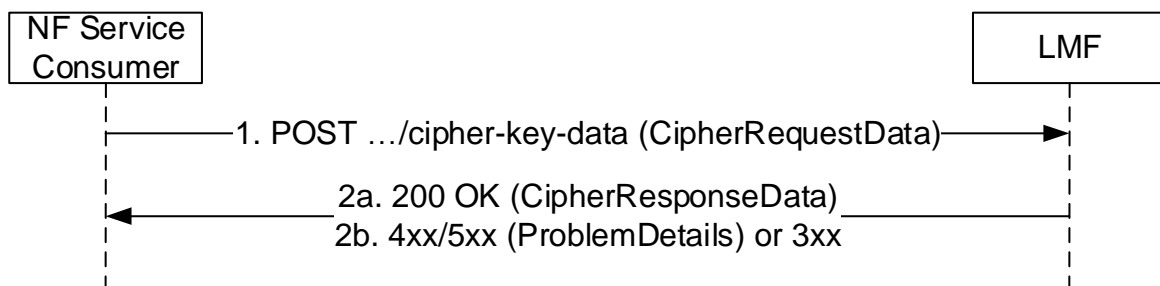 NF Service
Consumer
LMF
1. POST …/cipher-key-data (CipherRequestData)
2a. 200 OK (CipherResponseData)
2b. 4xx/5xx (ProblemDetails) or 3xx